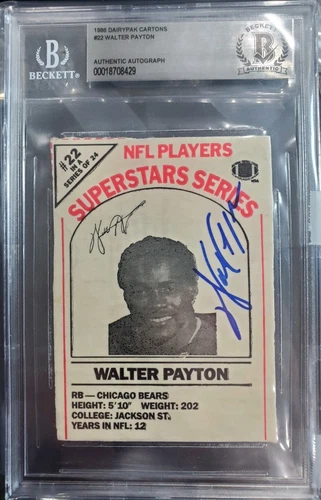 BECKETT
1986 DAIRYPAK CARTONS
#22 WALTER PAYTON
AUTHENTIC AUTOGRAPH
00018708429
BECKETT
AUTHENTIC
#22
IN A
SERIES OF 24
NFL PLAYERS
SUPERSTARS SERIES
WALTER PAYTON
RB — CHICAGO BEARS
HEIGHT: 5'10" WEIGHT: 202
COLLEGE: JACKSON ST.
YEARS IN NFL: 12